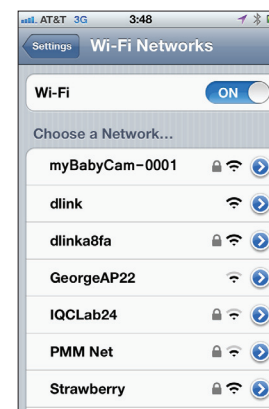 AT&T 3G 3:48
Settings Wi-Fi Networks
Wi-Fi ON
Choose a Network...
myBabyCam-0001
dlink
dlinka8fa
GeorgeAP22
IQCLab24
PMM Net
Strawberry